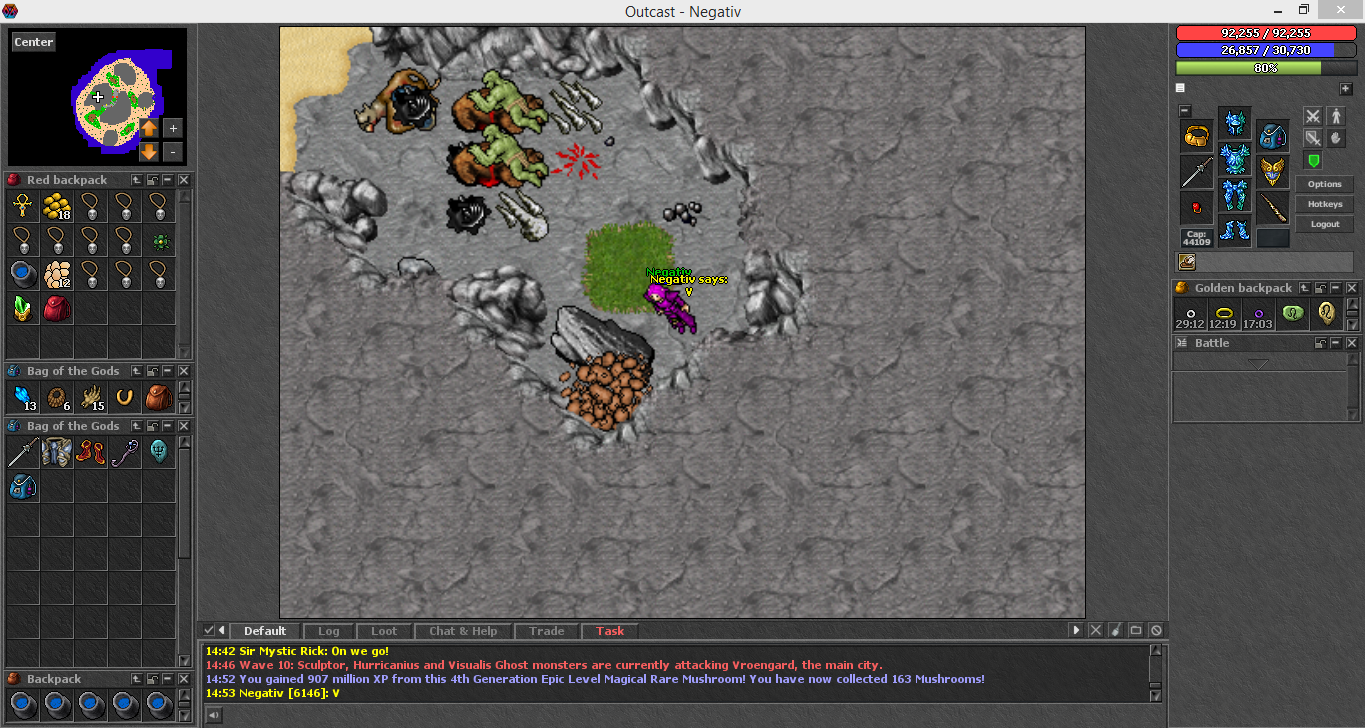 Outcast - Negativ
Center
+
-
Red backpack
18
12
Bag of the Gods
13
6
15
Bag of the Gods
Backpack
Negativ
Negativ says:
V
92,255 / 92,255
26,857 / 30,730
80%
Cap:
44109
Options
Hotkeys
Logout
Golden backpack
29:12
12:19
17:03
Battle
Default
Log
Loot
Chat & Help
Trade
Task
14:42 Sir Mystic Rick: On we go!
14:46 Wave 10: Sculptor, Hurricanius and Visualis Ghost monsters are currently attacking Vroengard, the main city.
14:52 You gained 907 million XP from this 4th Generation Epic Level Magical Rare Mushroom! You have now collected 163 Mushrooms!
14:53 Negativ [6146]: V